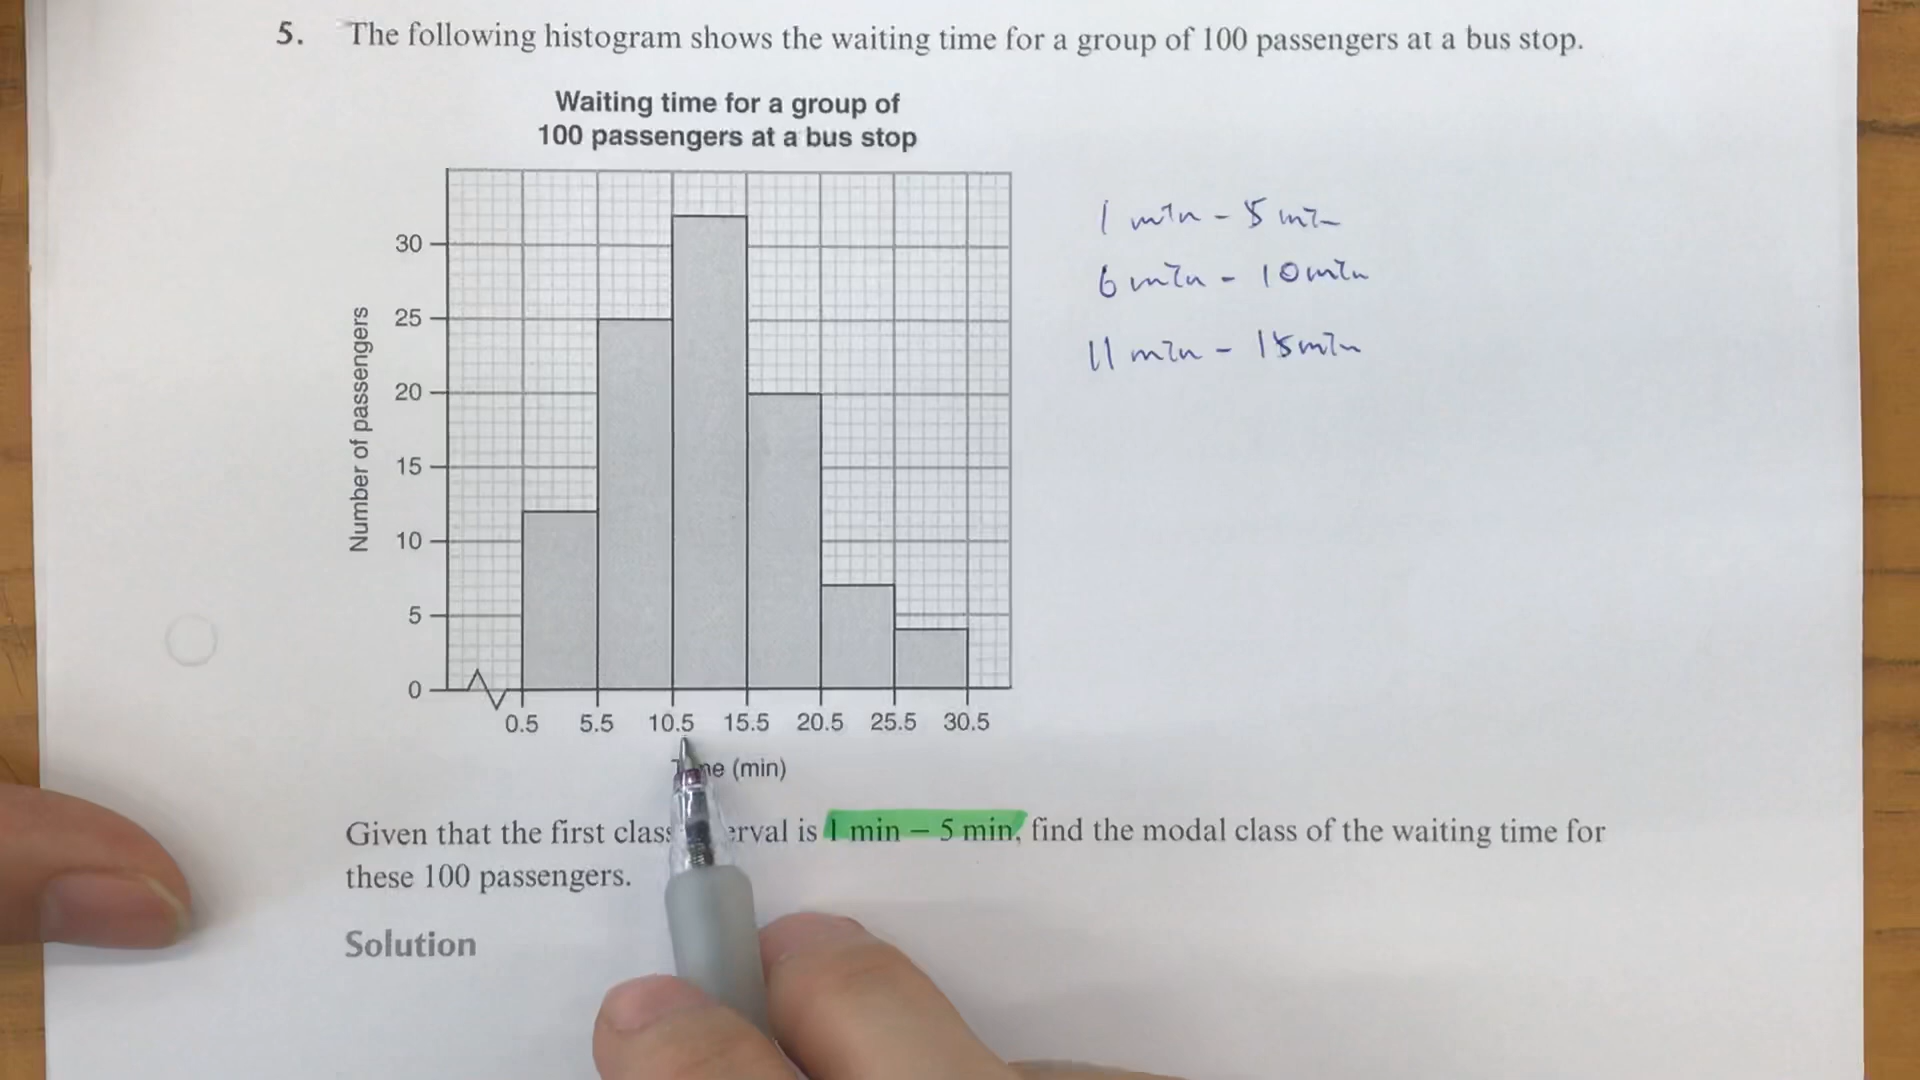 5. The following histogram shows the waiting time for a group of 100 passengers at a bus stop.
Waiting time for a group of
100 passengers at a bus stop
Number of passengers
30
25
20
15
10
5
0
0.5 5.5 10.5 15.5 20.5 25.5 30.5
(min)
1 min - 5 min
6 min - 10 min
11 min - 15 min
Given that the first is 1 min – 5 min, find the modal class of the waiting time for
these 100 passengers.
Solution